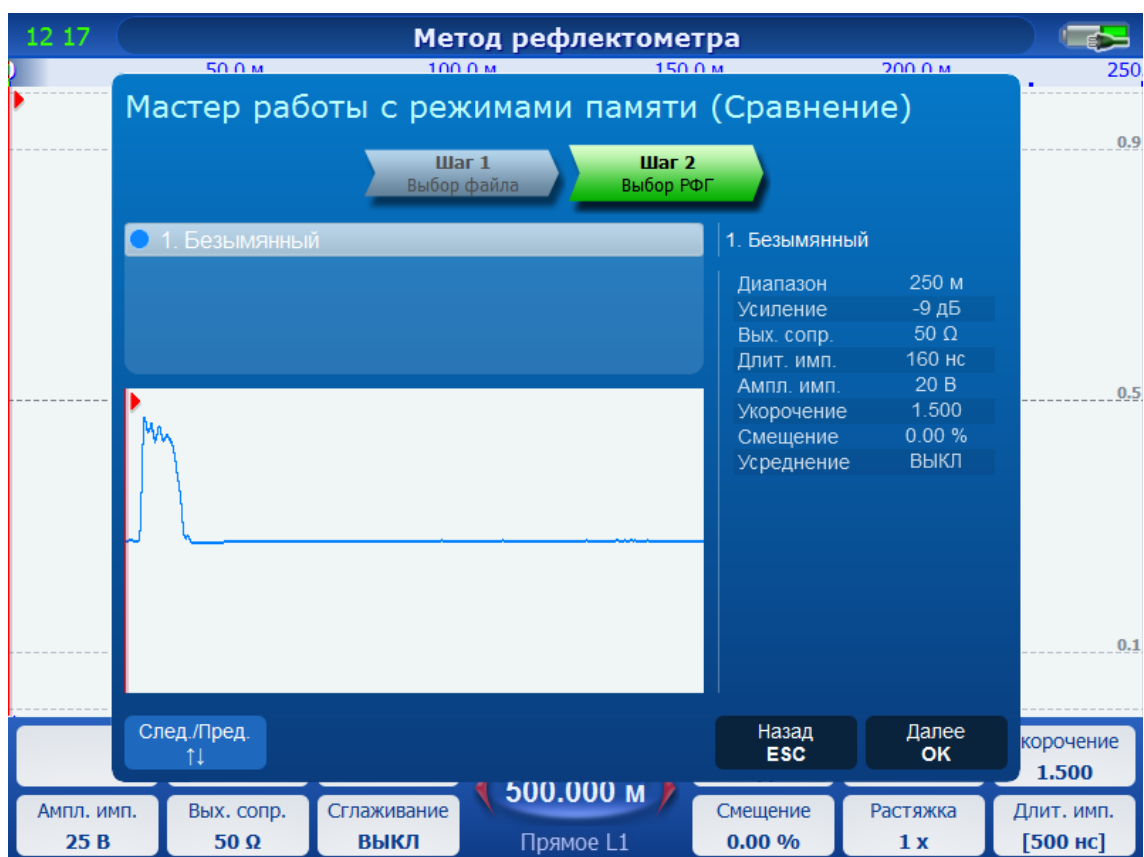 12 17 Метод рефлектометра
50.0 м 100.0 м 150.0 м 200.0 м 250
Мастер работы с режимами памяти (Сравнение)
0.9
Шаг 1 Шаг 2
Выбор файла Выбор РФГ
1. Безымянный 1. Безымянный
Диапазон 250 м
Усиление -9 дБ
Вых. сопр. 50 Ω
Длит. имп. 160 нс
Ампл. имп. 20 В
0.5
Укорочение 1.500
Смещение 0.00 %
Усреднение ВЫКЛ
0.1
След./Пред. Назад Далее
↑↓ ESC OK
корочение
1.500
500.000 м
Ампл. имп. Вых. сопр. Сглаживание Смещение Растяжка Длит. имп.
25 В 50 Ω ВЫКЛ Прямое L1 0.00 % 1 x [500 нс]